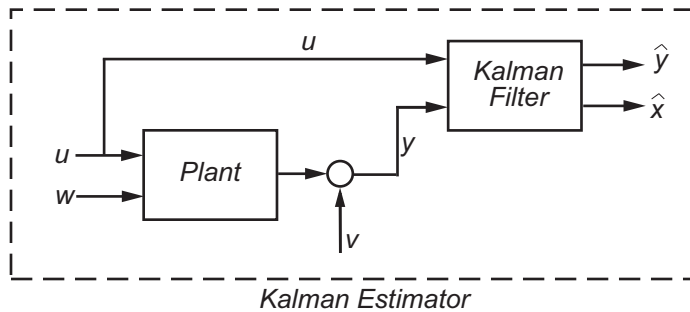 u
Kalman
Filter
ŷ
x̂
y
u
Plant
w
v
Kalman Estimator